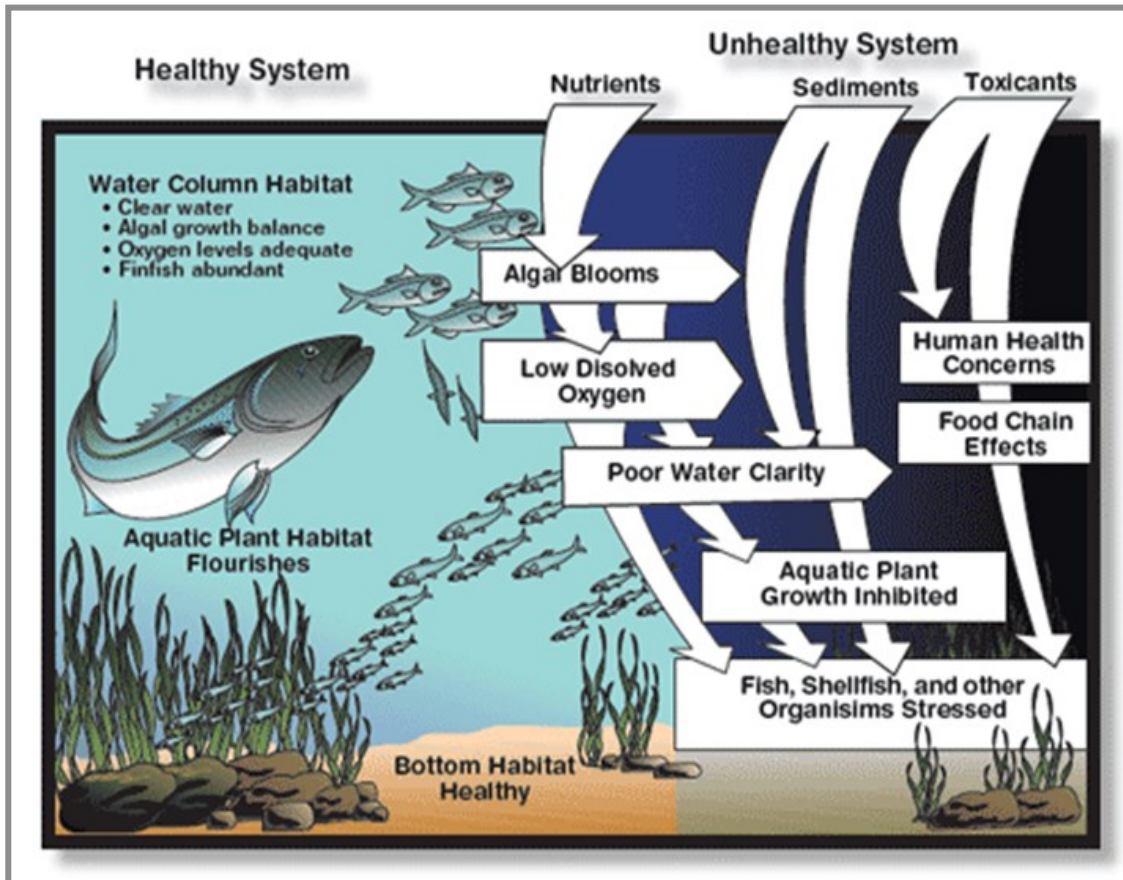 Healthy System
Unhealthy System
Nutrients
Sediments
Toxicants
Water Column Habitat
• Clear water
• Algal growth balance
• Oxygen levels adequate
• Finfish abundant
Algal Blooms
Low Disolved
Oxygen
Human Health
Concerns
Food Chain
Effects
Poor Water Clarity
Aquatic Plant Habitat
Flourishes
Aquatic Plant
Growth Inhibited
Fish, Shellfish, and other
Organisims Stressed
Bottom Habitat
Healthy